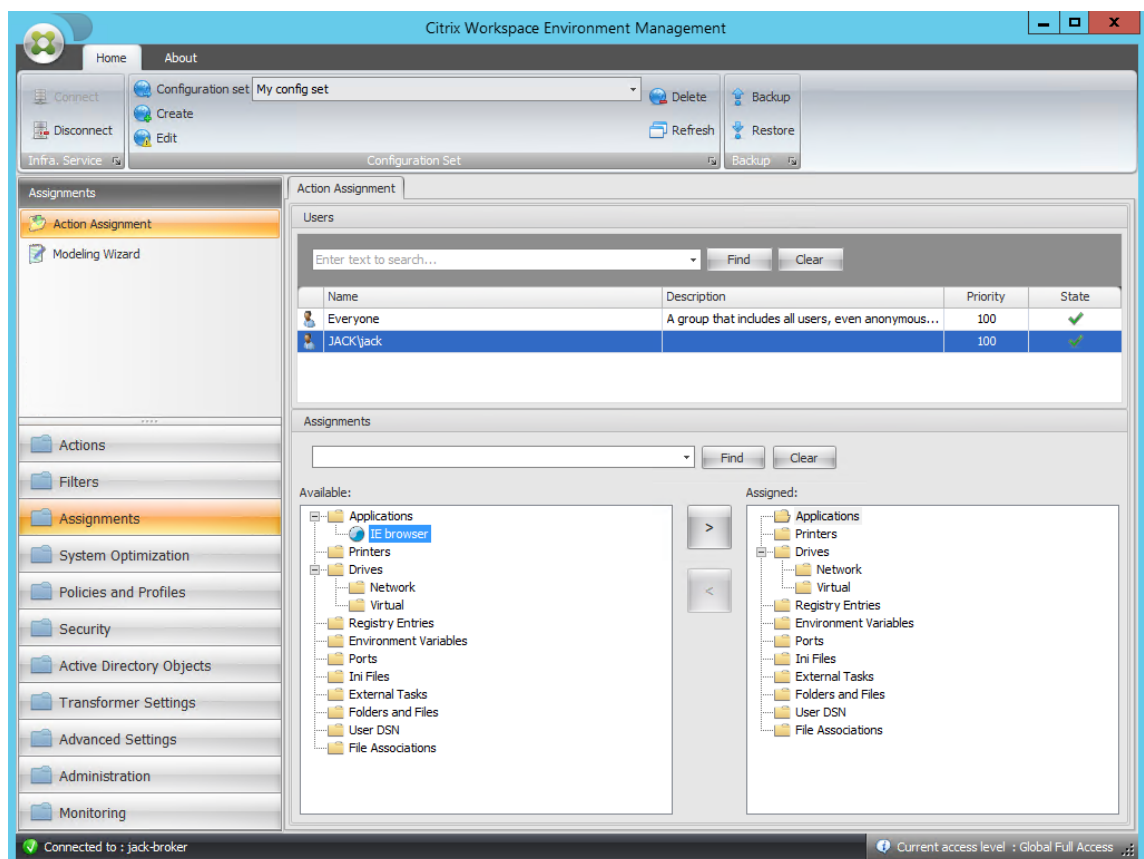 Citrix Workspace Environment Management
Home About
Connect
Disconnect
Infra. Service
Configuration set My config set
Create
Edit
Delete
Refresh
Configuration Set
Backup
Restore
Backup
Assignments
Action Assignment
Modeling Wizard
Actions
Filters
Assignments
System Optimization
Policies and Profiles
Security
Active Directory Objects
Transformer Settings
Advanced Settings
Administration
Monitoring
Action Assignment
Users
Enter text to search... Find Clear
Name Description Priority State
Everyone A group that includes all users, even anonymous... 100
JACK\jack 100
Assignments
Find Clear
Available:
Applications
IE browser
Printers
Drives
Network
Virtual
Registry Entries
Environment Variables
Ports
Ini Files
External Tasks
Folders and Files
User DSN
File Associations
>
<
Assigned:
Applications
Printers
Drives
Network
Virtual
Registry Entries
Environment Variables
Ports
Ini Files
External Tasks
Folders and Files
User DSN
File Associations
Connected to : jack-broker
Current access level : Global Full Access